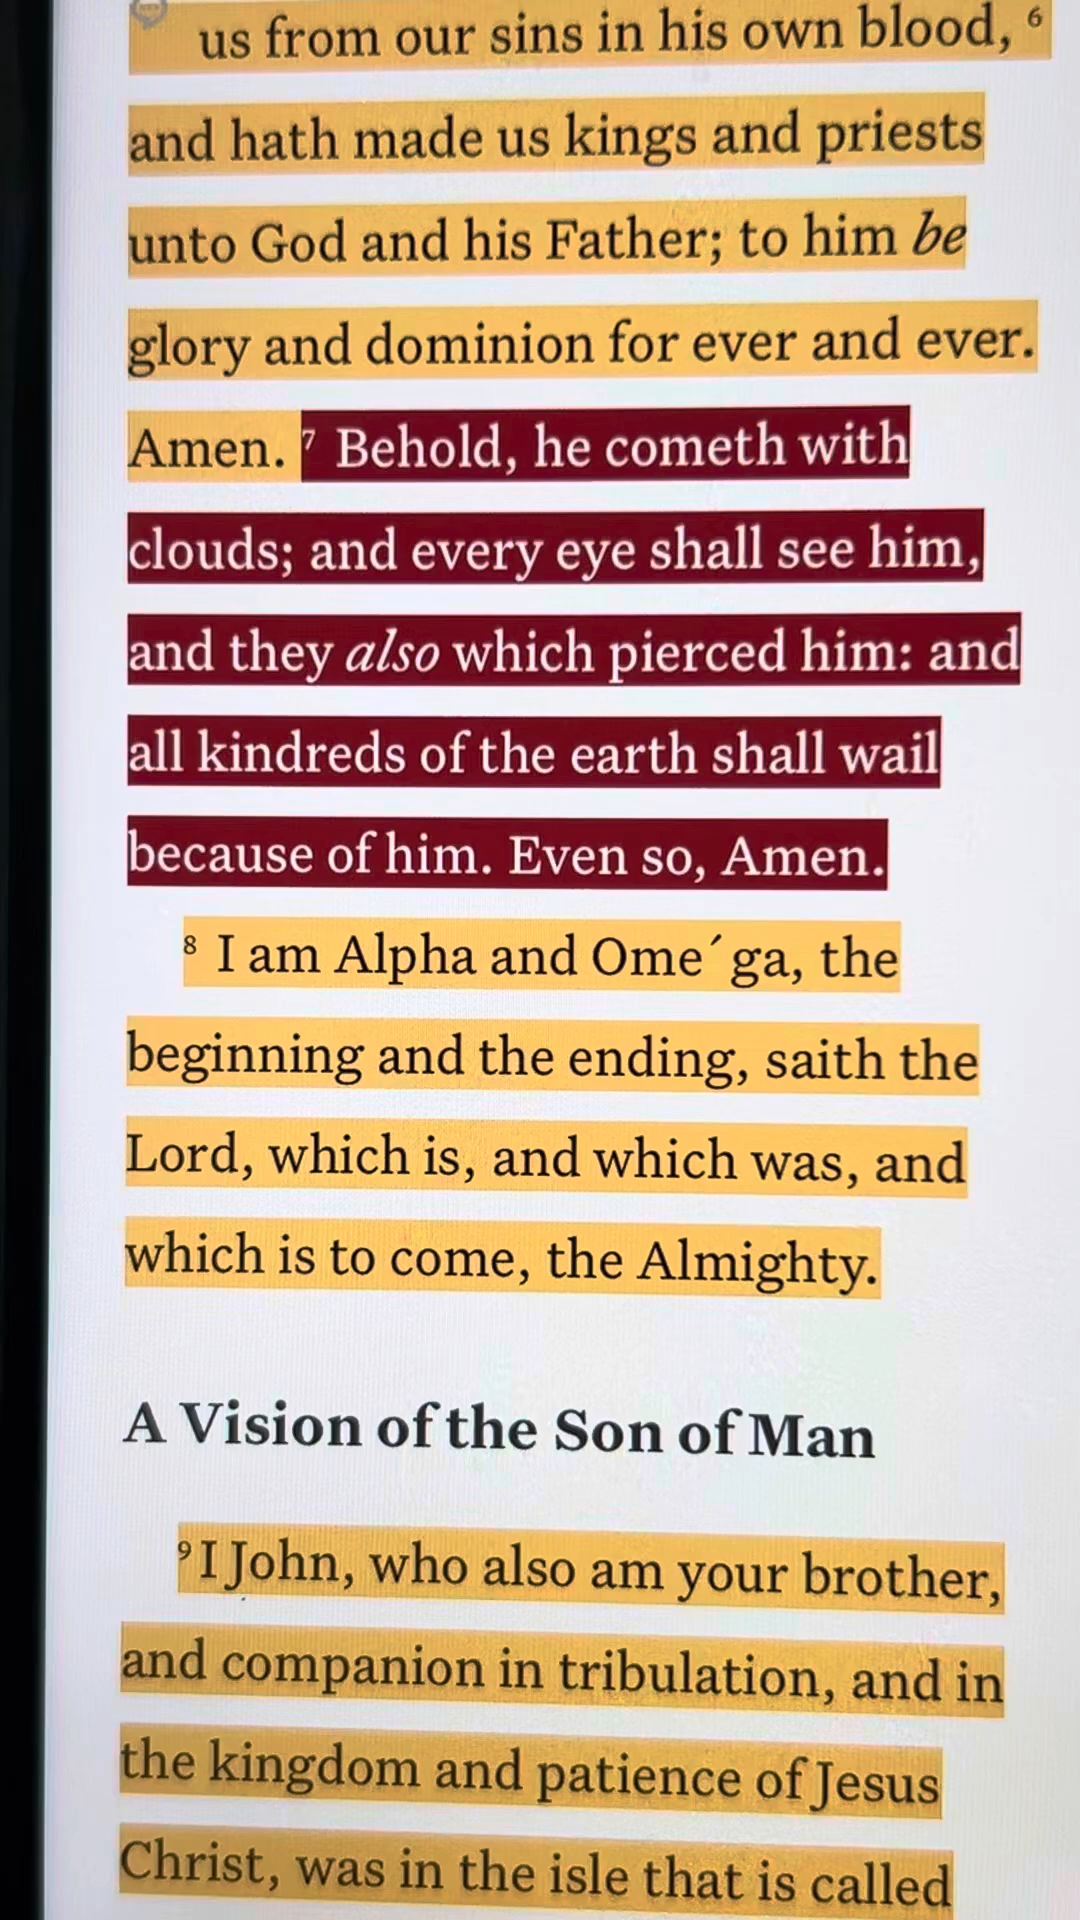 us from our sins in his own blood, 6
and hath made us kings and priests
unto God and his Father; to him be
glory and dominion for ever and ever.
Amen. 7 Behold, he cometh with
clouds; and every eye shall see him,
and they also which pierced him: and
all kindreds of the earth shall wail
because of him. Even so, Amen.
8 I am Alpha and Ome´ga, the
beginning and the ending, saith the
Lord, which is, and which was, and
which is to come, the Almighty.
A Vision of the Son of Man
9 I John, who also am your brother,
and companion in tribulation, and in
the kingdom and patience of Jesus
Christ, was in the isle that is called